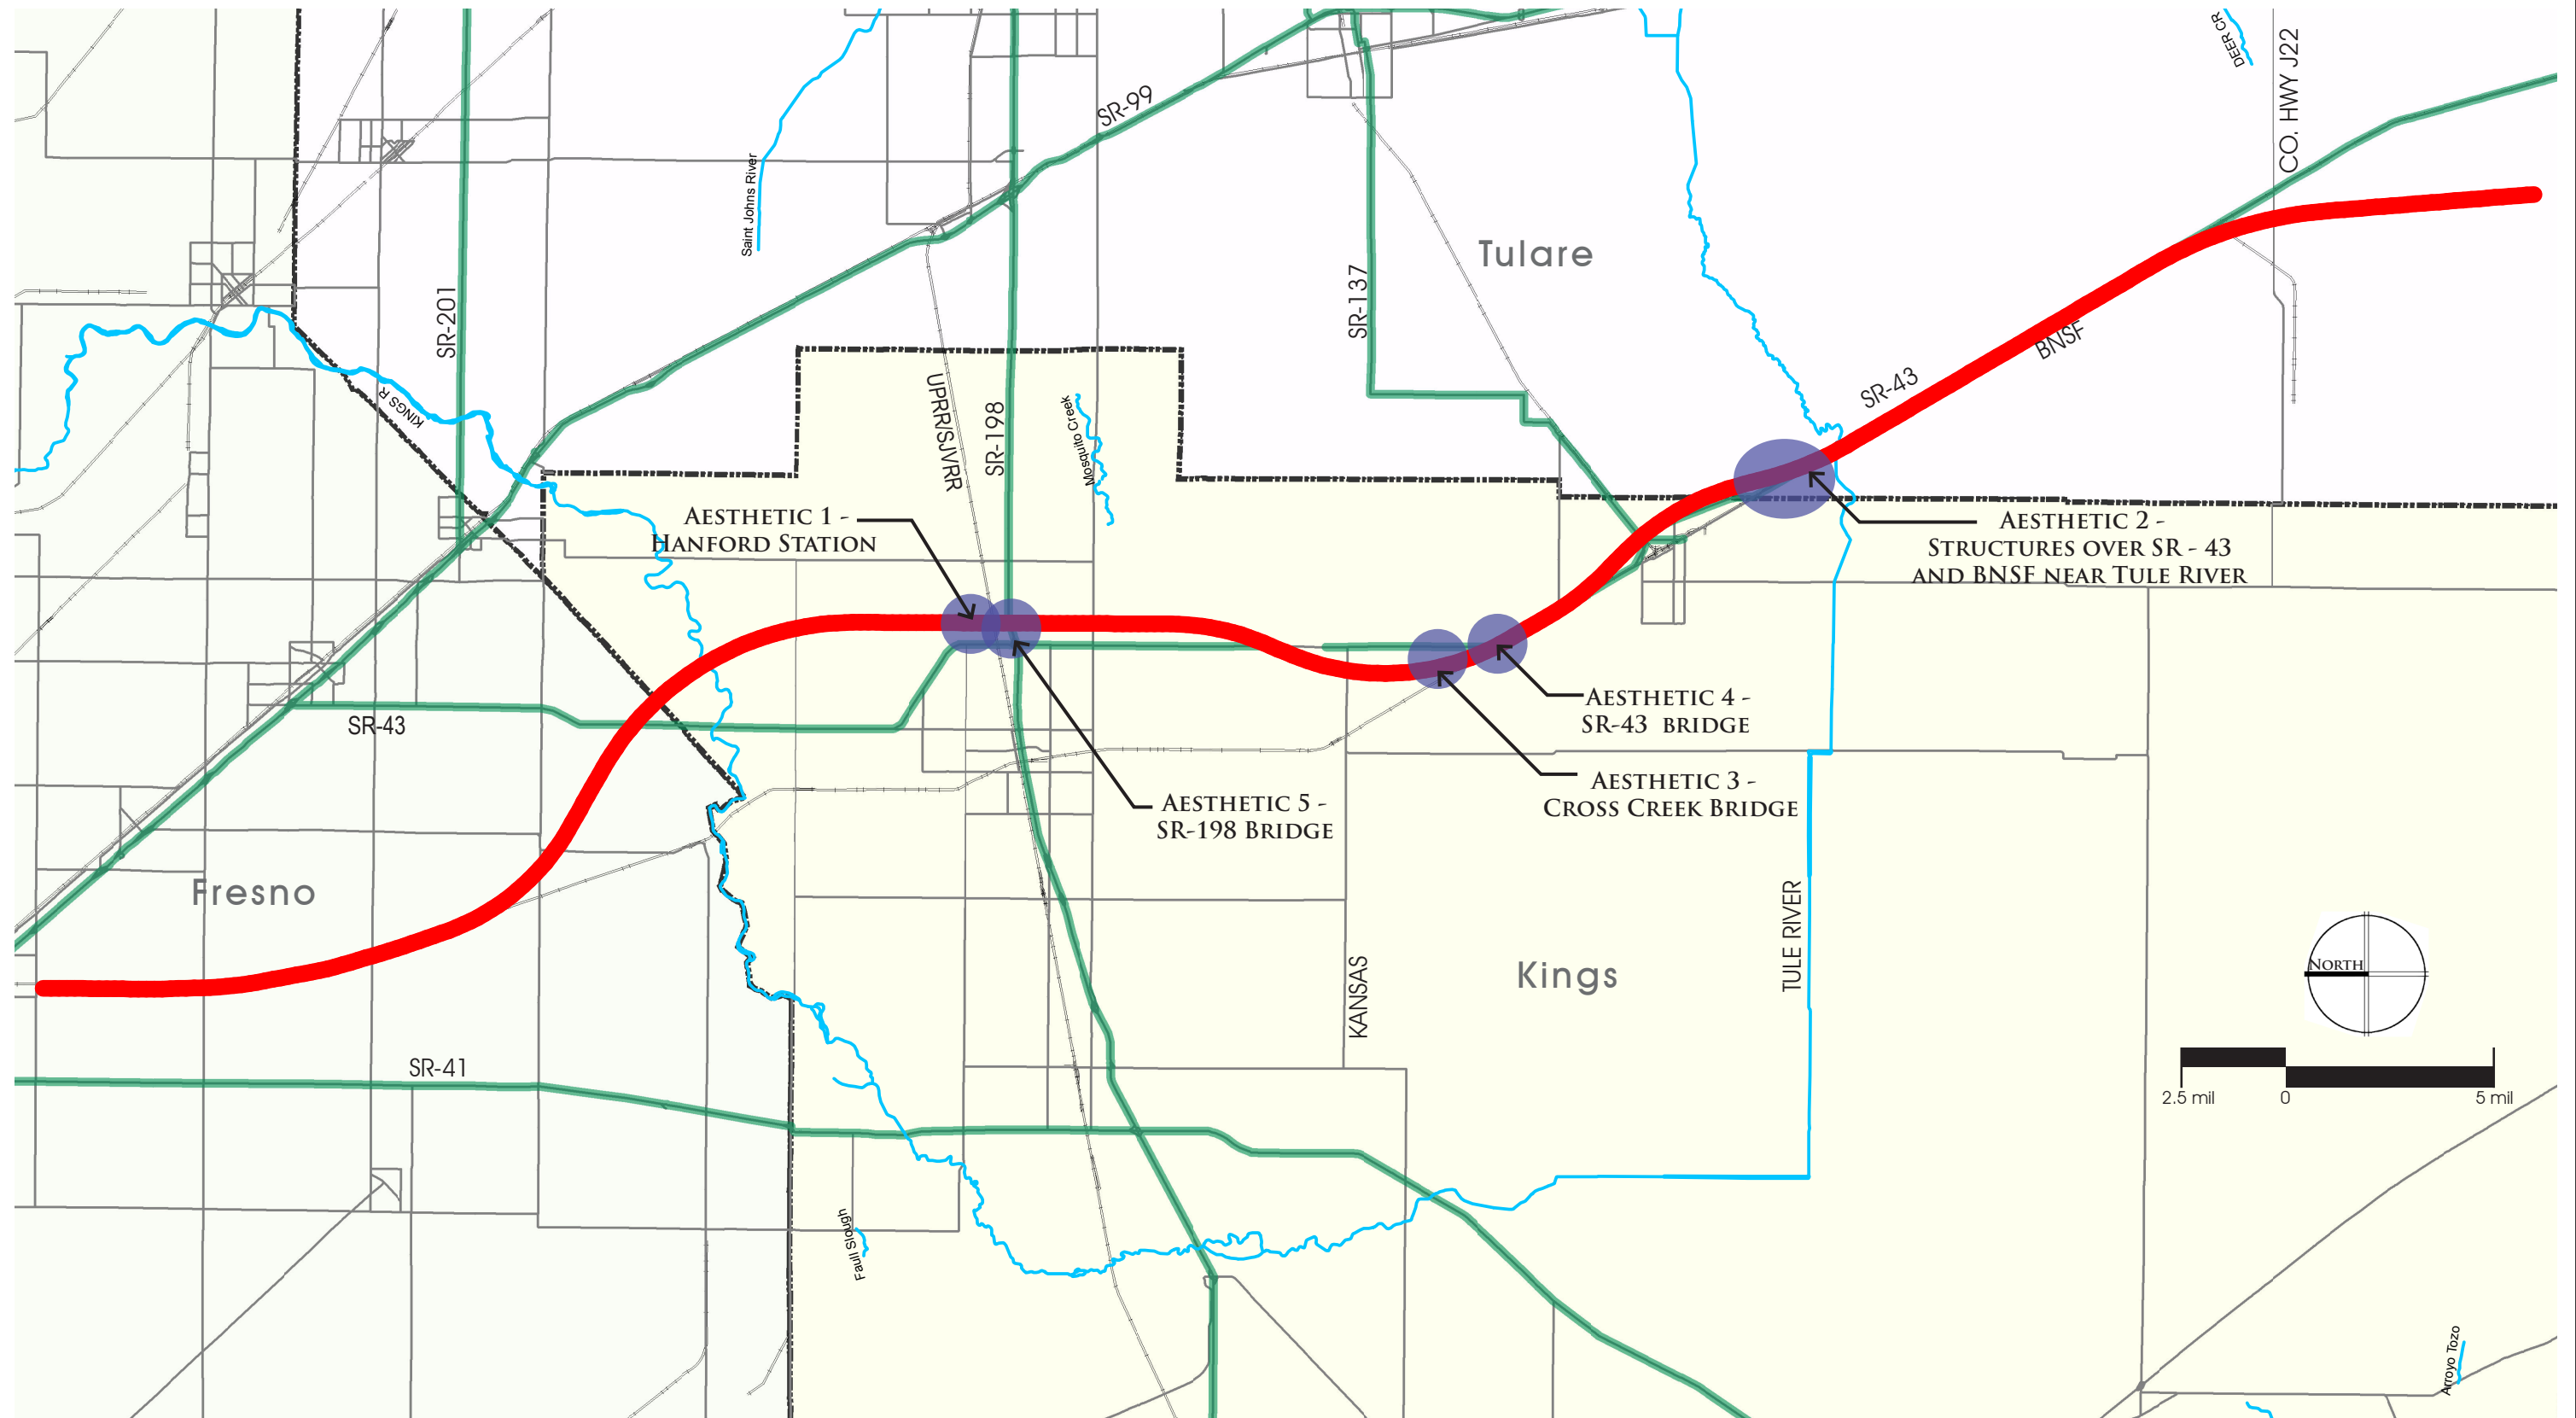 DEER CR
CO. HWY J22
SR-99
Saint Johns River
Tulare
SR-201
SR-137
BNSF
SR-43
KINGS R
UPRR/SJVRR
SR-198
Mosquito Creek
Aesthetic 1 -
Hanford Station
Aesthetic 2 -
Structures over SR - 43
and BNSF near Tule River
SR-43
Aesthetic 4 -
SR-43 bridge
Aesthetic 3 -
Cross Creek Bridge
Aesthetic 5 -
SR-198 Bridge
Fresno
TULE RIVER
Kings
KANSAS
North
SR-41
2.5 mil 0 5 mil
Faull Slough
Arroyo Tozo